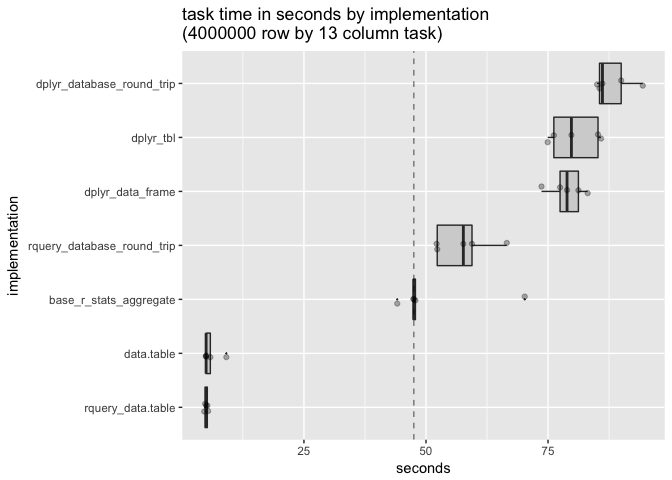 task time in seconds by implementation
(4000000 row by 13 column task)
implementation
dplyr_database_round_trip
dplyr_tbl
dplyr_data_frame
rquery_database_round_trip
base_r_stats_aggregate
data.table
rquery_data.table
25
50
75
seconds